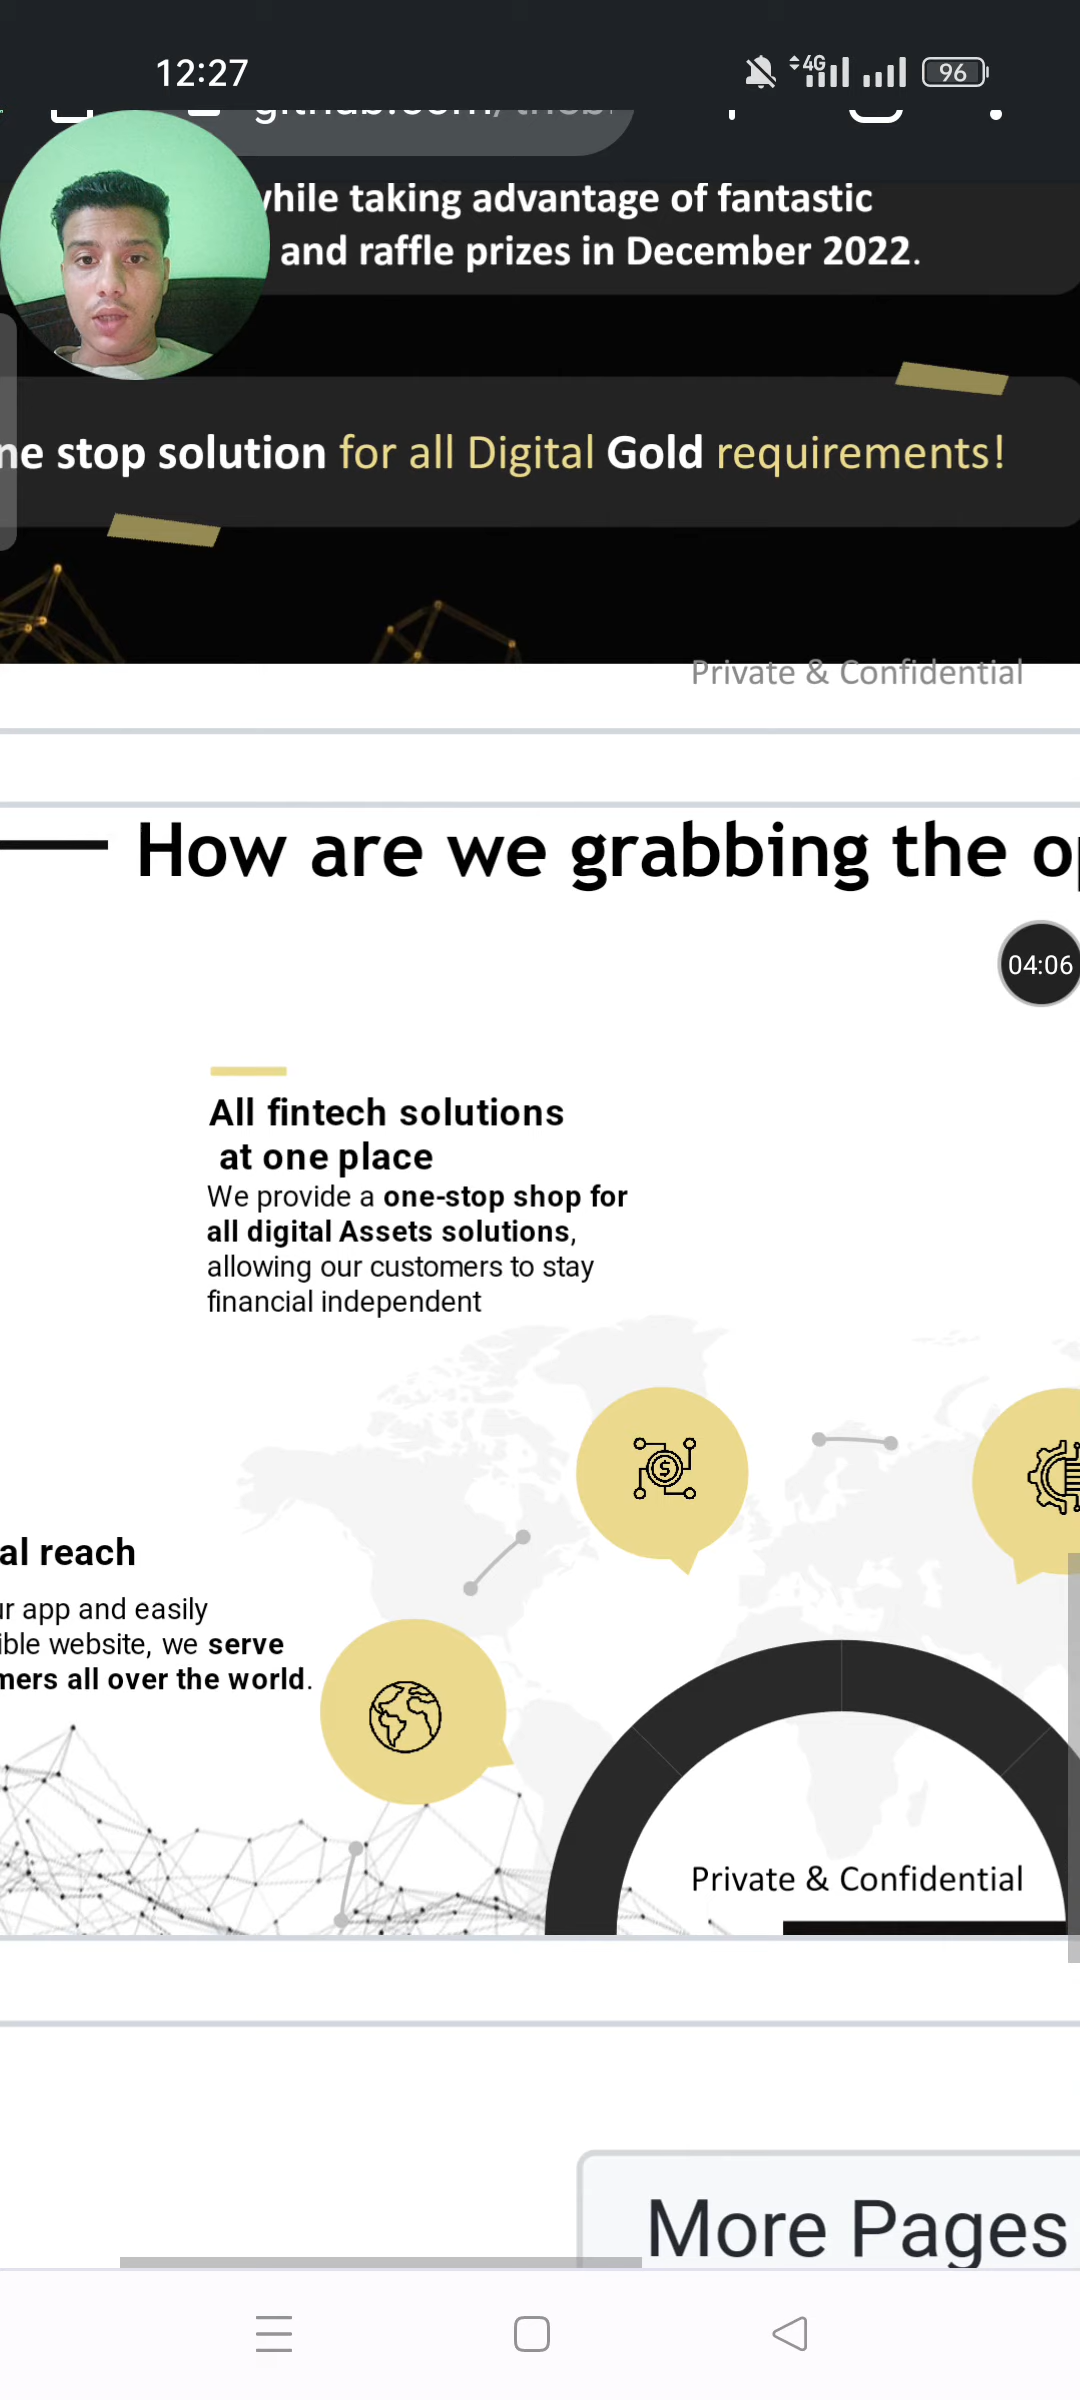 12:27
4G
96
github.com/
while taking advantage of fantastic
and raffle prizes in December 2022.
ne stop solution for all Digital Gold requirements!
Private & Confidential
How are we grabbing the o
04:06
All fintech solutions
at one place
We provide a one-stop shop for
all digital Assets solutions,
allowing our customers to stay
financial independent
al reach
r app and easily
ible website, we serve
mers all over the world.
Private & Confidential
More Pages